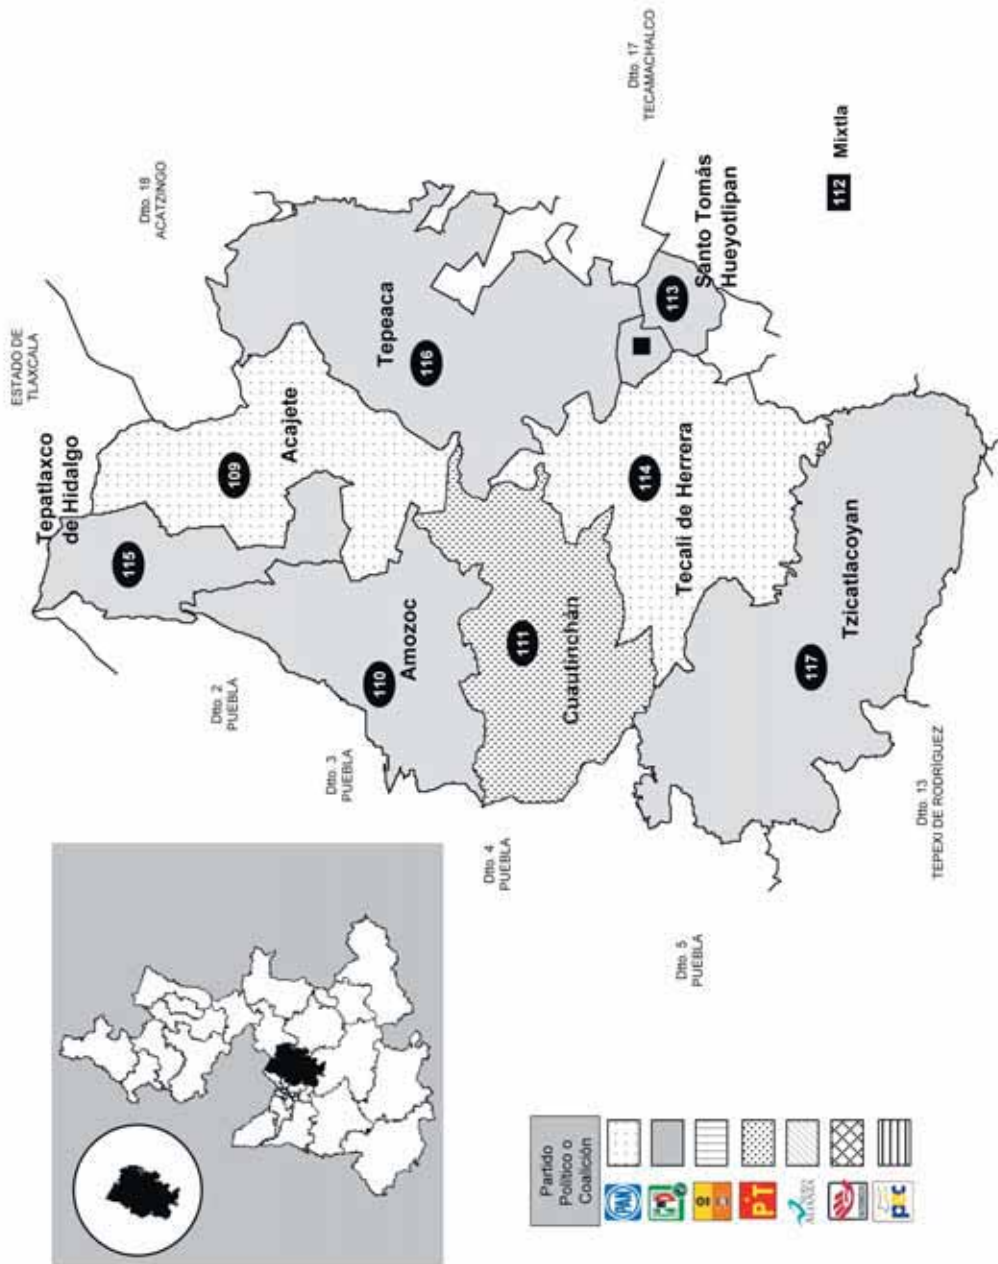 ESTADO DE
TLAXCALA
Dtto. 18
ACATZINGO
Dtto. 17
TECAMACHALCO
Tepatlaxco
de Hidalgo
115
109
Acajete
116
Tepeaca
113
Santo Tomás
Hueyotlipan
112 Mixtla
Dtto. 2
PUEBLA
110
Amozoc
111
Cuautinchán
114
Tecali de Herrera
117
Tzicatlacoyan
Dtto. 3
PUEBLA
Dtto. 4
PUEBLA
Dtto. 5
PUEBLA
Dtto. 13
TEPEXI DE RODRÍGUEZ
Partido
Político o
Coalición
PAN
PT